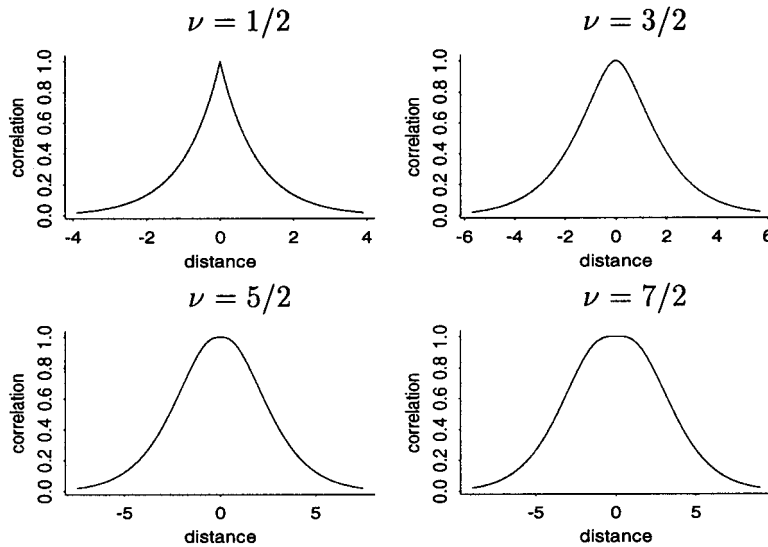 ν = 1/2
correlation
0.0 0.2 0.4 0.6 0.8 1.0
-4 -2 0 2 4
distance
ν = 3/2
correlation
0.0 0.2 0.4 0.6 0.8 1.0
-6 -4 -2 0 2 4 6
distance
ν = 5/2
correlation
0.0 0.2 0.4 0.6 0.8 1.0
-5 0 5
distance
ν = 7/2
correlation
0.0 0.2 0.4 0.6 0.8 1.0
-5 0 5
distance